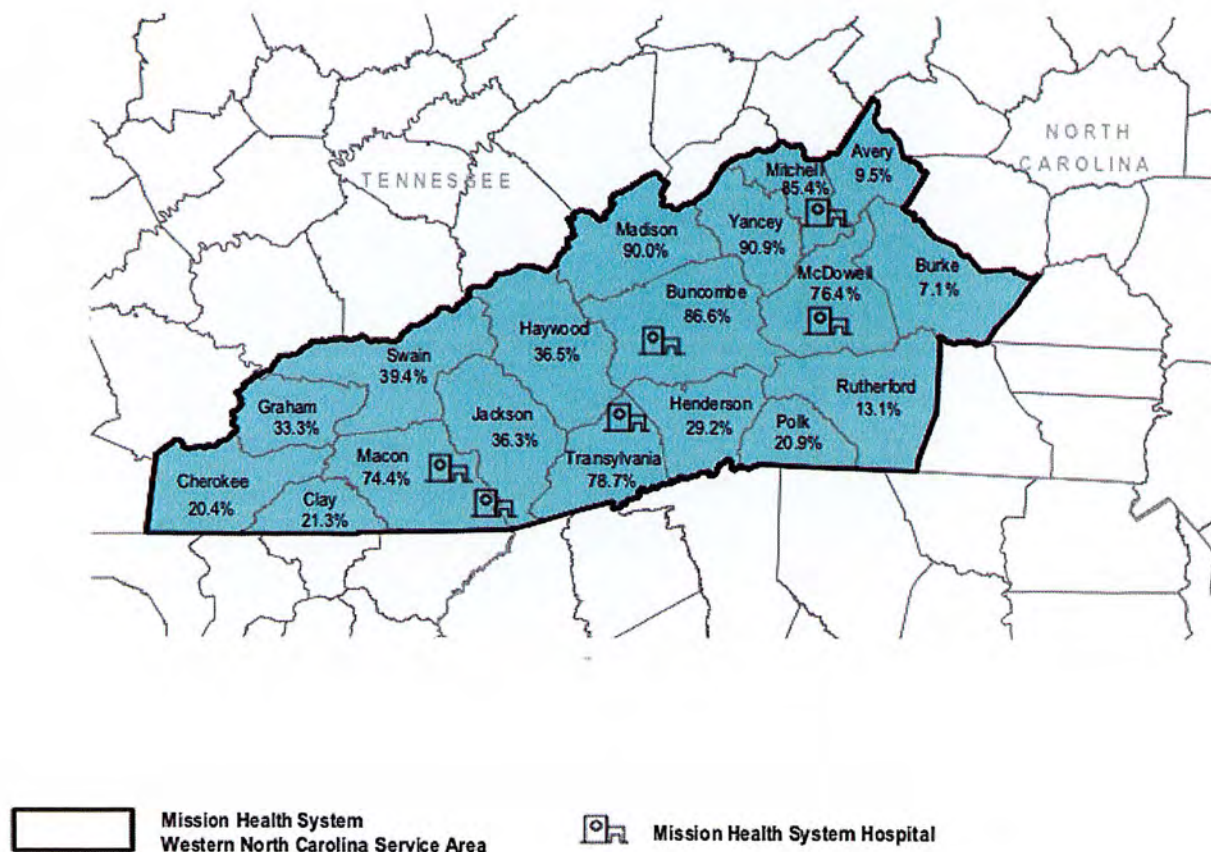 NORTH
CAROLINA
TENNESSEE
Avery
9.5%
Mitchell
85.4%
Madison
90.0%
Yancey
90.9%
Burke
7.1%
McDowell
76.4%
Buncombe
86.6%
Haywood
36.5%
Swain
39.4%
Rutherford
13.1%
Graham
33.3%
Jackson
36.3%
Henderson
29.2%
Polk
20.9%
Macon
74.4%
Transylvania
78.7%
Cherokee
20.4%
Clay
21.3%
Mission Health System
Western North Carolina Service Area
Mission Health System Hospital